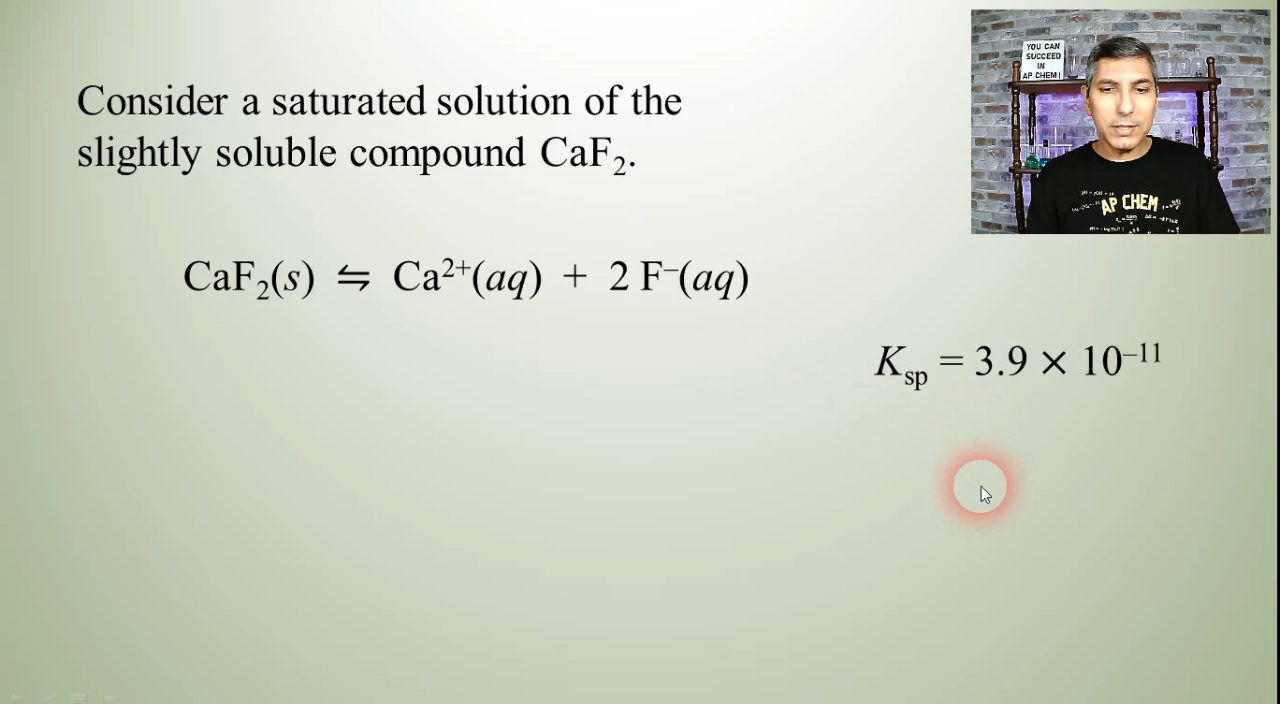 Consider a saturated solution of the
slightly soluble compound CaF₂.
YOU CAN
SUCCEED
IN
AP CHEM!
AP CHEM
CaF₂(s) ⇋ Ca²⁺(aq) + 2 F⁻(aq)
Kₛₚ = 3.9 × 10⁻¹¹